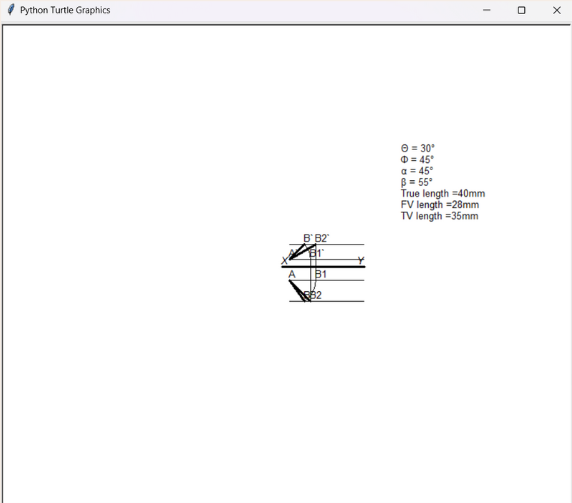 Python Turtle Graphics
Θ = 30°
Φ = 45°
α = 45°
β = 55°
True length =40mm
FV length =28mm
TV length =35mm
B` B2`
A` B1`
X Y
A B1
B B2